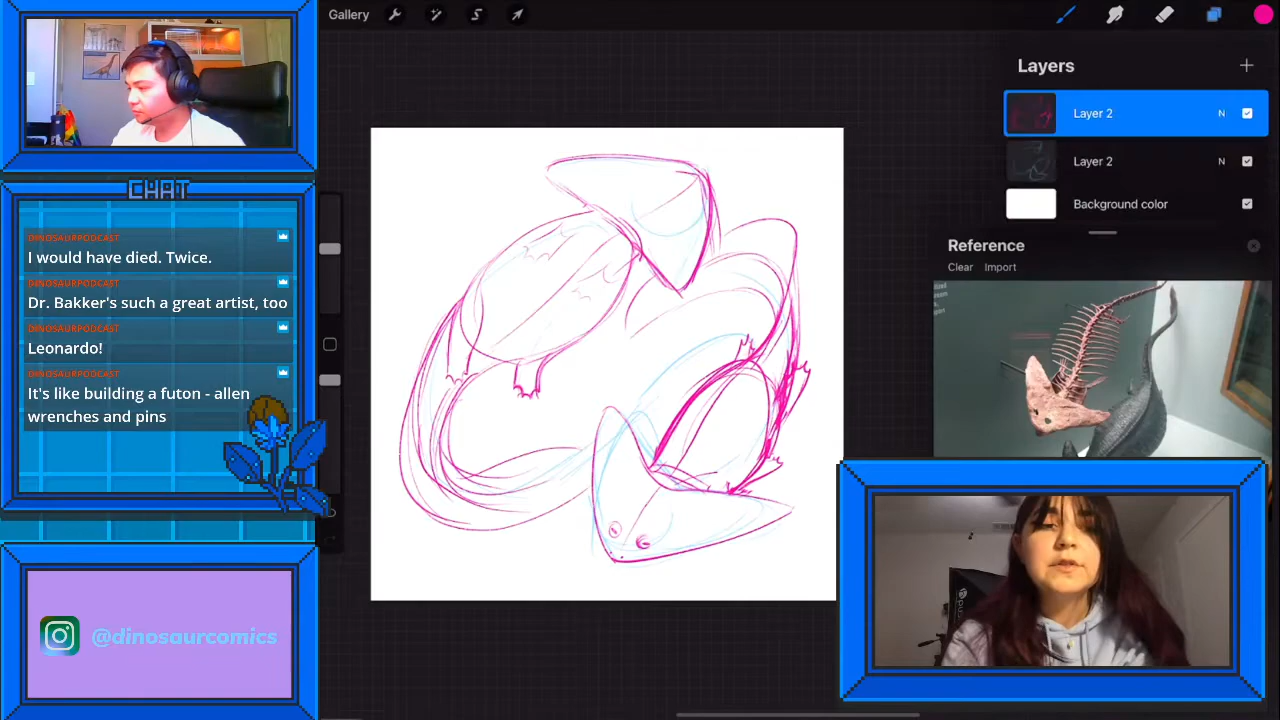 Gallery
Layers
Layer 2
N
Layer 2
N
Background color
Reference
Clear
Import
CHAT
DINOSAURPODCAST
I would have died. Twice.
DINOSAURPODCAST
Dr. Bakker's such a great artist, too
DINOSAURPODCAST
Leonardo!
DINOSAURPODCAST
It's like building a futon - allen
wrenches and pins
@dinosaurcomics